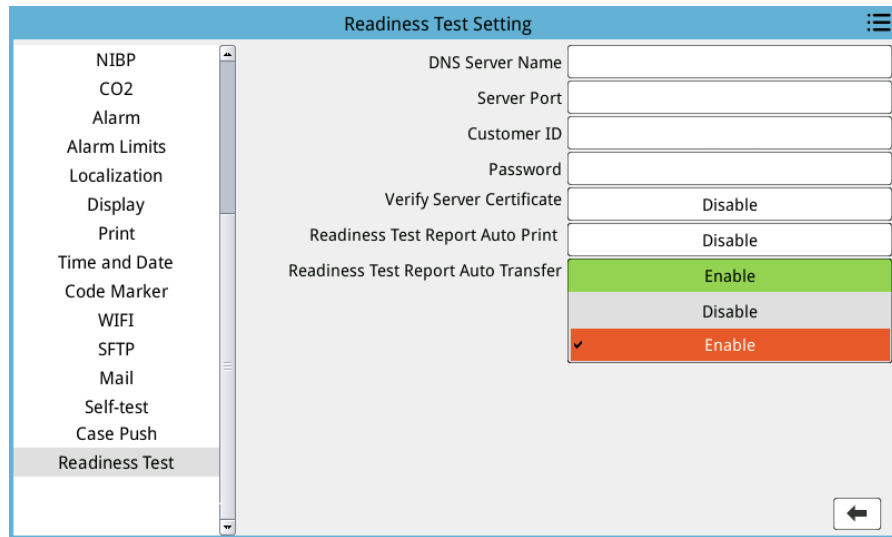 Readiness Test Setting
NIBP
CO2
Alarm
Alarm Limits
Localization
Display
Print
Time and Date
Code Marker
WIFI
SFTP
Mail
Self-test
Case Push
Readiness Test
DNS Server Name
Server Port
Customer ID
Password
Verify Server Certificate Disable
Readiness Test Report Auto Print Disable
Readiness Test Report Auto Transfer Enable
Disable
Enable